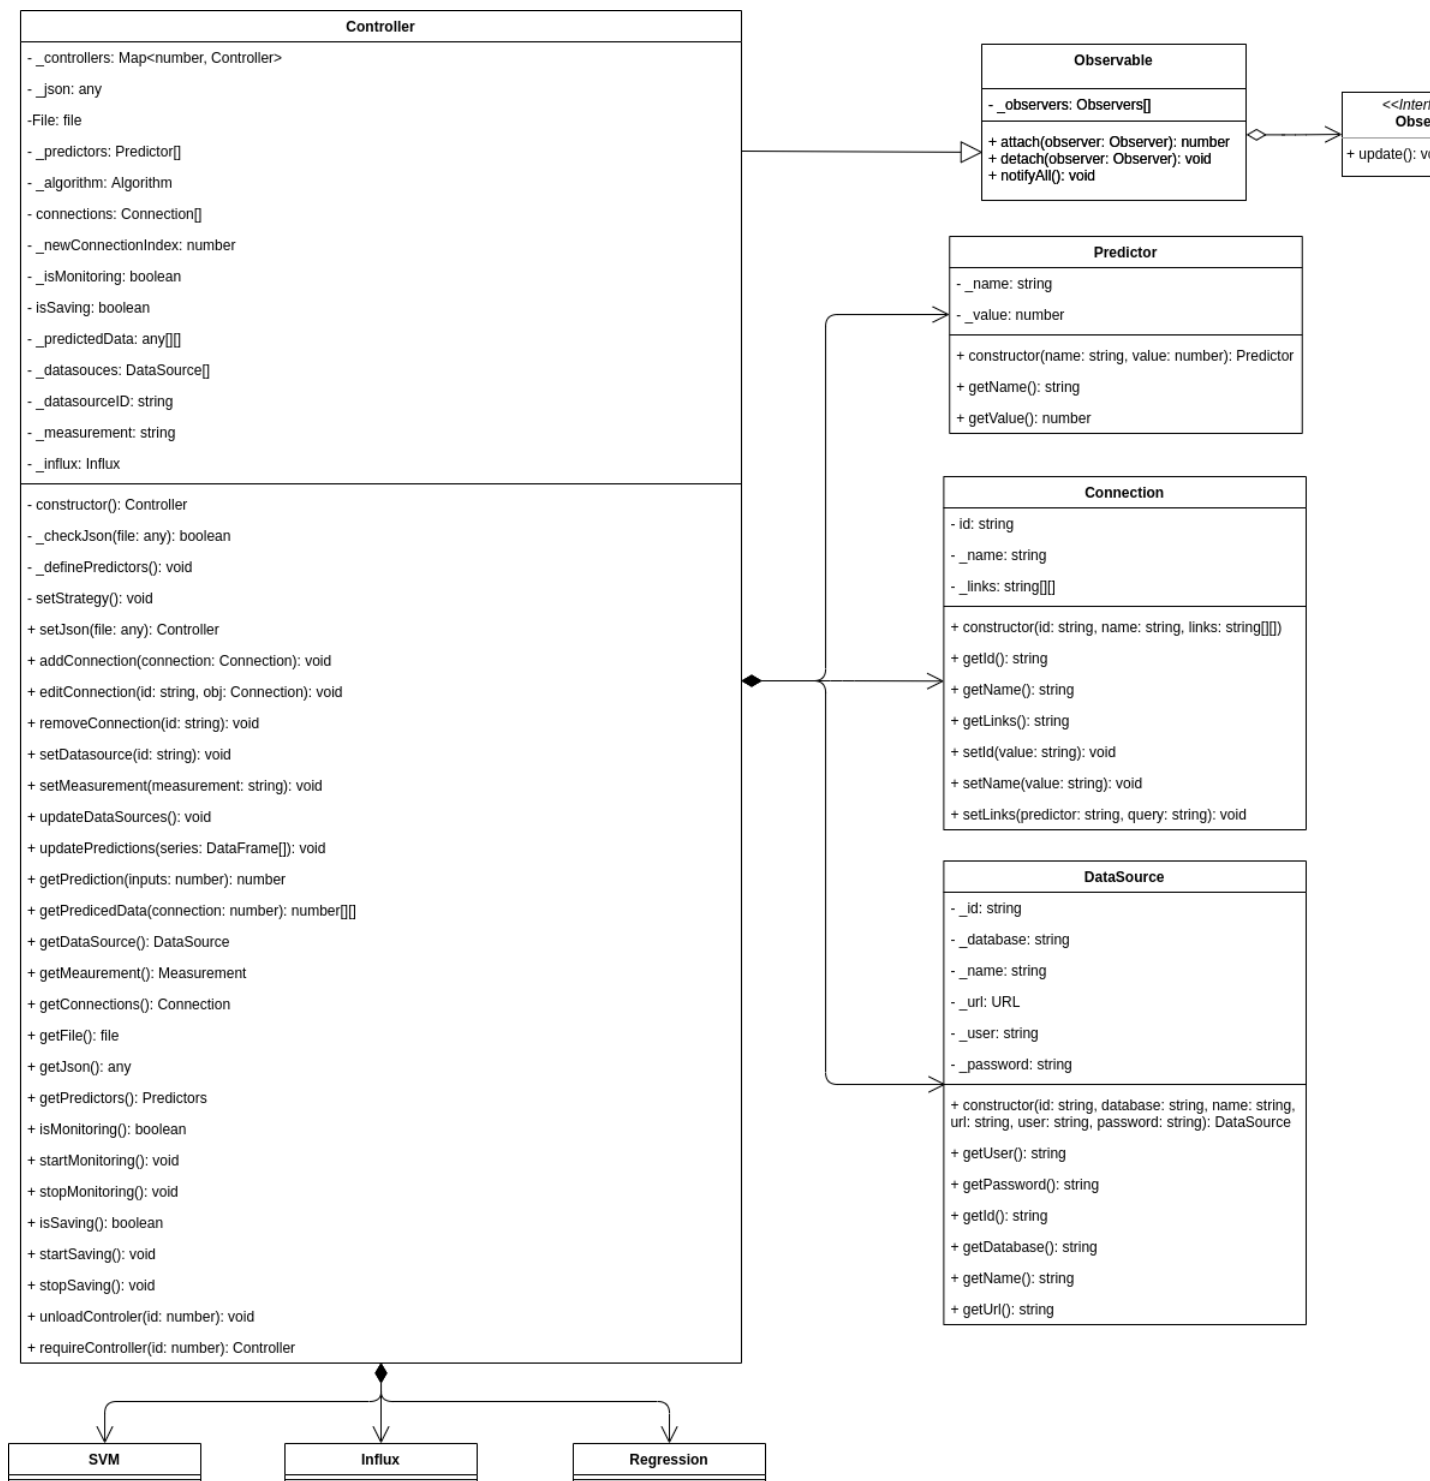 Controller
- _controllers: Map<number, Controller>
- _json: any
-File: file
- _predictors: Predictor[]
- _algorithm: Algorithm
- connections: Connection[]
- _newConnectionIndex: number
- _isMonitoring: boolean
- isSaving: boolean
- _predictedData: any[][]
- _datasouces: DataSource[]
- _datasourceID: string
- _measurement: string
- _influx: Influx
- constructor(): Controller
- _checkJson(file: any): boolean
- _definePredictors(): void
- setStrategy(): void
+ setJson(file: any): Controller
+ addConnection(connection: Connection): void
+ editConnection(id: string, obj: Connection): void
+ removeConnection(id: string): void
+ setDatasource(id: string): void
+ setMeasurement(measurement: string): void
+ updateDataSources(): void
+ updatePredictions(series: DataFrame[]): void
+ getPrediction(inputs: number): number
+ getPredicedData(connection: number): number[][]
+ getDataSource(): DataSource
+ getMeaurement(): Measurement
+ getConnections(): Connection
+ getFile(): file
+ getJson(): any
+ getPredictors(): Predictors
+ isMonitoring(): boolean
+ startMonitoring(): void
+ stopMonitoring(): void
+ isSaving(): boolean
+ startSaving(): void
+ stopSaving(): void
+ unloadControler(id: number): void
+ requireController(id: number): Controller
Observable
- _observers: Observers[]
+ attach(observer: Observer): number
+ detach(observer: Observer): void
+ notifyAll(): void
<<Inter
Obse
+ update(): v
Predictor
- _name: string
- _value: number
+ constructor(name: string, value: number): Predictor
+ getName(): string
+ getValue(): number
Connection
- id: string
- _name: string
- _links: string[][]
+ constructor(id: string, name: string, links: string[][])
+ getId(): string
+ getName(): string
+ getLinks(): string
+ setId(value: string): void
+ setName(value: string): void
+ setLinks(predictor: string, query: string): void
DataSource
- _id: string
- _database: string
- _name: string
- _url: URL
- _user: string
- _password: string
+ constructor(id: string, database: string, name: string,
url: string, user: string, password: string): DataSource
+ getUser(): string
+ getPassword(): string
+ getId(): string
+ getDatabase(): string
+ getName(): string
+ getUrl(): string
SVM
Influx
Regression